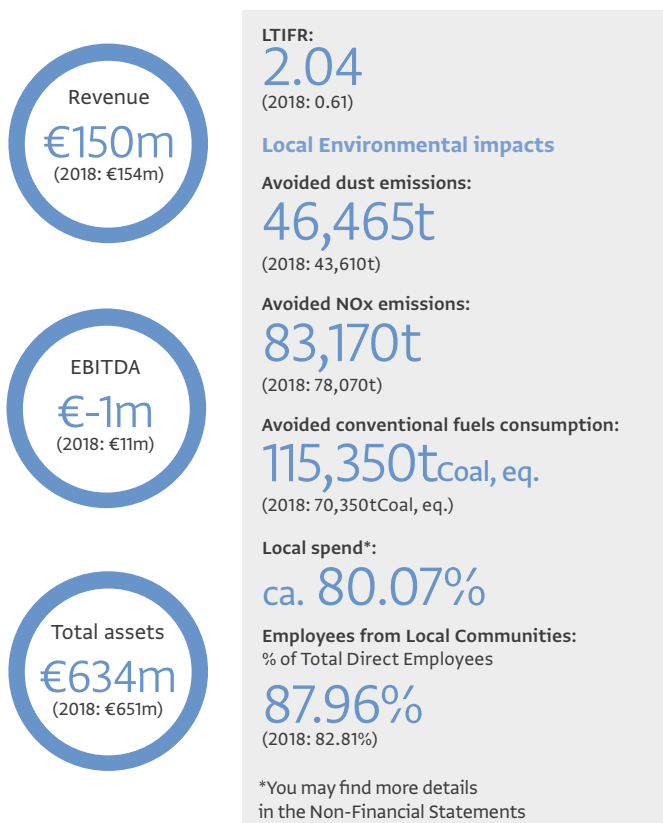 Revenue
€150m
(2018: €154m)
EBITDA
€-1m
(2018: €11m)
Total assets
€634m
(2018: €651m)
LTIFR:
2.04
(2018: 0.61)
Local Environmental impacts
Avoided dust emissions:
46,465t
(2018: 43,610t)
Avoided NOx emissions:
83,170t
(2018: 78,070t)
Avoided conventional fuels consumption:
115,350tCoal, eq.
(2018: 70,350tCoal, eq.)
Local spend*:
ca. 80.07%
Employees from Local Communities:
% of Total Direct Employees
87.96%
(2018: 82.81%)
*You may find more details
in the Non-Financial Statements